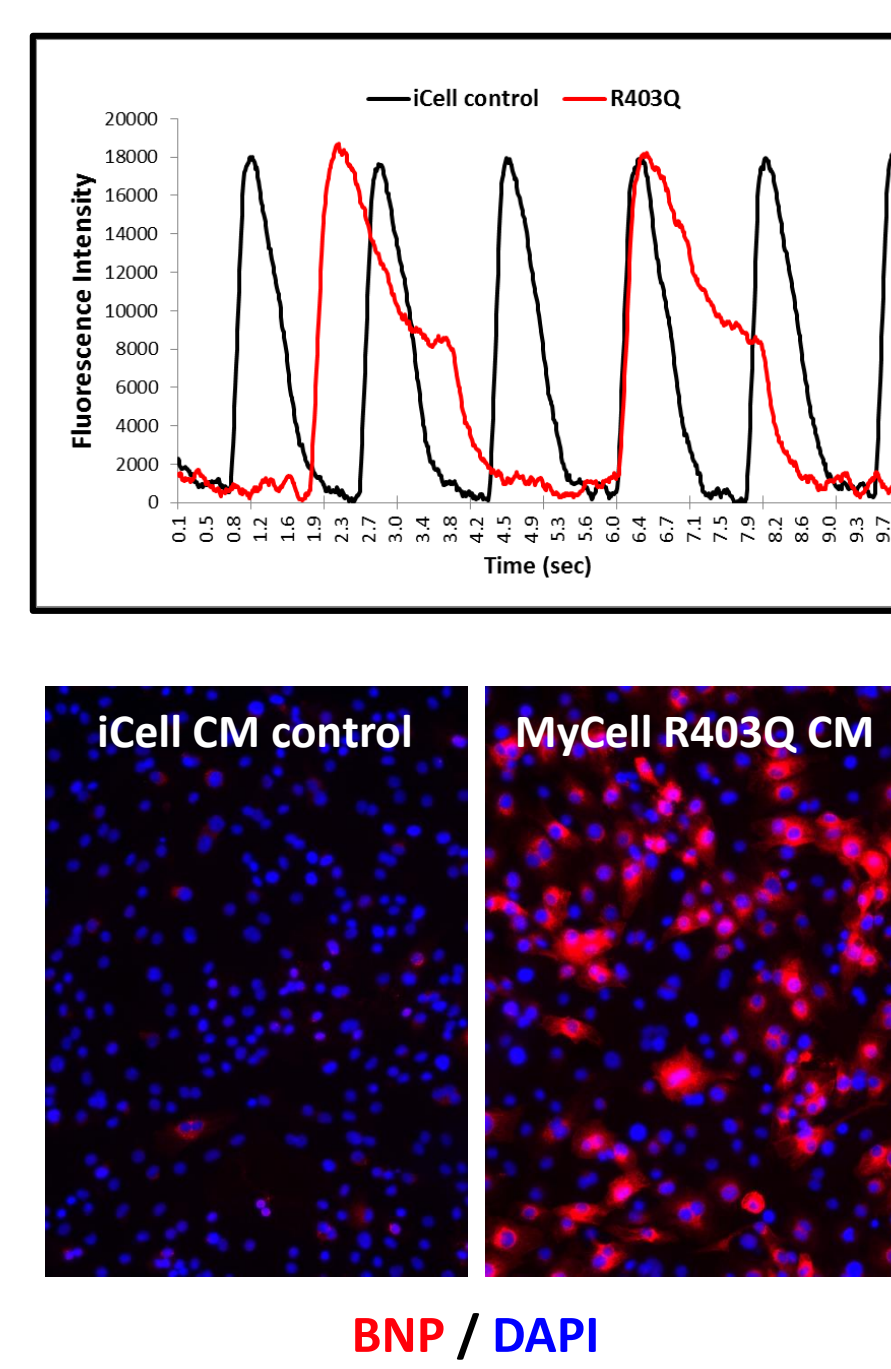 iCell control R403Q
Fluorescence Intensity
20000
18000
16000
14000
12000
10000
8000
6000
4000
2000
0
0.1 0.5 0.8 1.2 1.6 1.9 2.3 2.7 3.0 3.4 3.8 4.2 4.5 4.9 5.3 5.6 6.0 6.4 6.7 7.1 7.5 7.9 8.2 8.6 9.0 9.3 9.7
Time (sec)
iCell CM control MyCell R403Q CM
BNP / DAPI